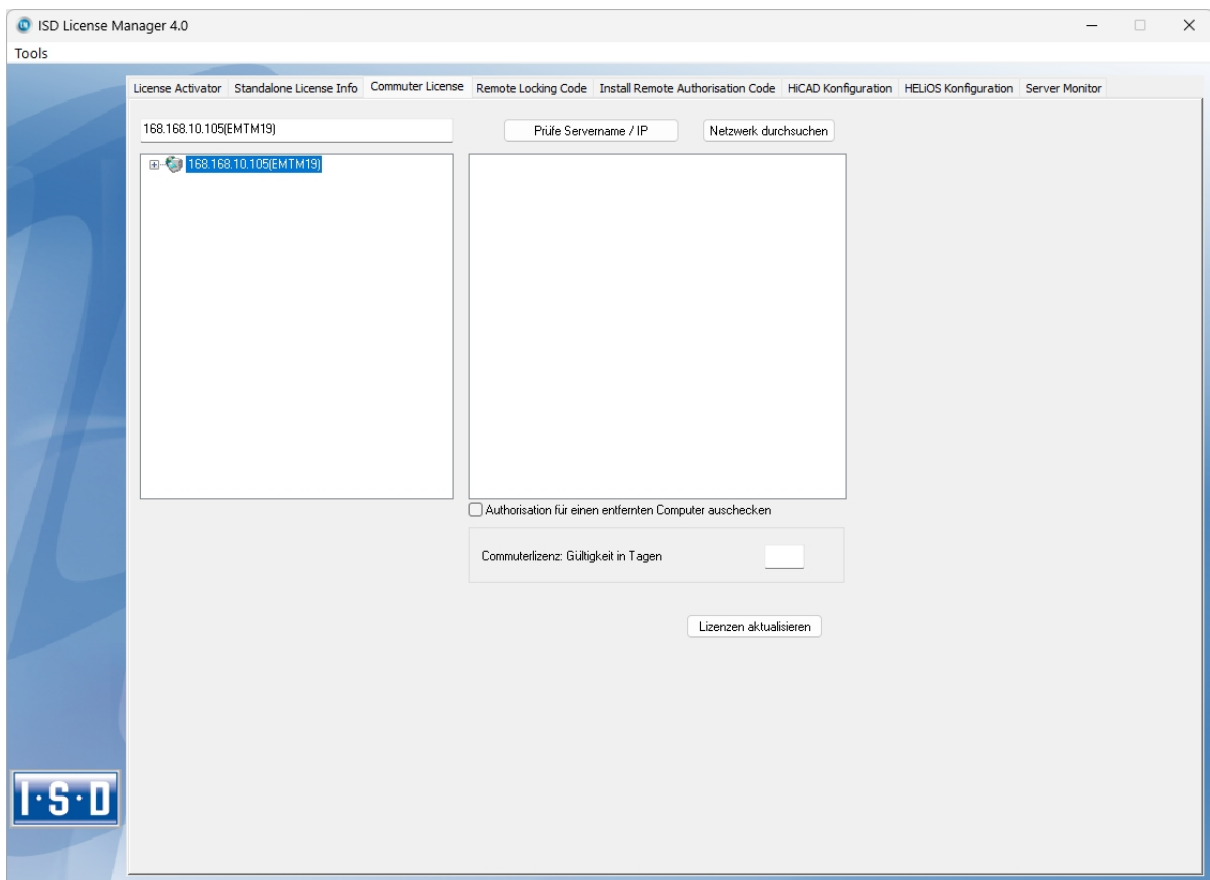 ISD License Manager 4.0
Tools
License Activator Standalone License Info Commuter License Remote Locking Code Install Remote Authorisation Code HiCAD Konfiguration HELiOS Konfiguration Server Monitor
168.168.10.105(EMTM19) Prüfe Servername / IP Netzwerk durchsuchen
168.168.10.105(EMTM19)
Authorisation für einen entfernten Computer auschecken
Commuterlizenz: Gültigkeit in Tagen
Lizenzen aktualisieren
I·S·D